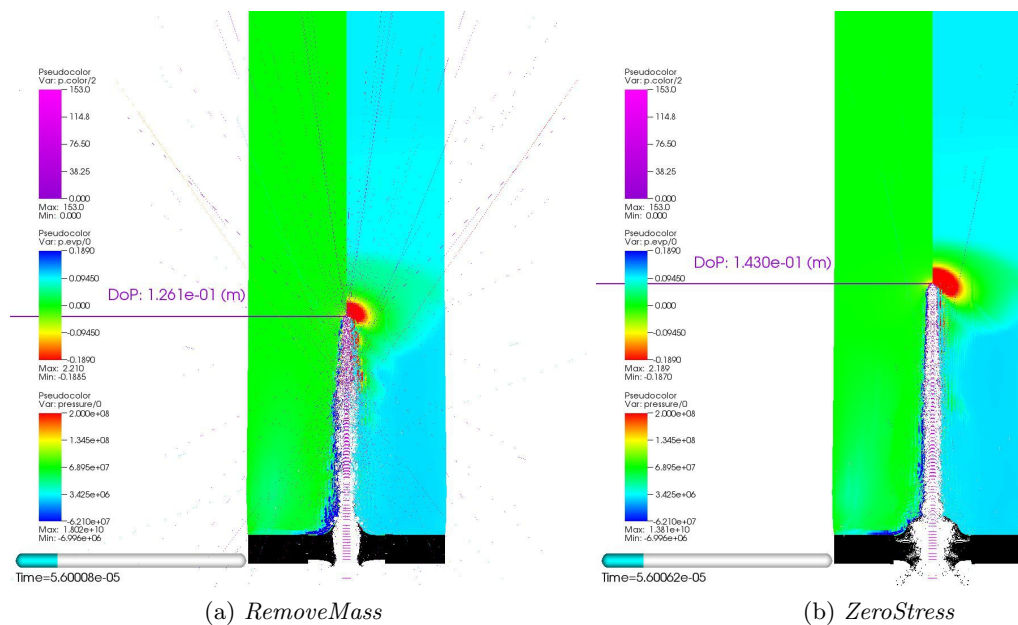 Pseudocolor
Var: p.color/2
153.0
114.8
76.50
38.25
0.000
Max: 153.0
Min: 0.000
Pseudocolor
Var: p.evp/0
0.1890
0.09450
0.000
-0.09450
-0.1890
Max: 2.210
Min: -0.1885
Pseudocolor
Var: pressure/0
2.000e+08
1.345e+08
6.895e+07
3.425e+06
-6.210e+07
Max: 1.802e+10
Min: -6.996e+06
DoP: 1.261e-01 (m)
Time=5.60008e-05
(a) RemoveMass
Pseudocolor
Var: p.color/2
153.0
114.8
76.50
38.25
0.000
Max: 153.0
Min: 0.000
Pseudocolor
Var: p.evp/0
0.1890
0.09450
0.000
-0.09450
-0.1890
Max: 2.189
Min: -0.1870
Pseudocolor
Var: pressure/0
2.000e+08
1.345e+08
6.895e+07
3.425e+06
-6.210e+07
Max: 1.381e+10
Min: -6.996e+06
DoP: 1.430e-01 (m)
Time=5.60062e-05
(b) ZeroStress